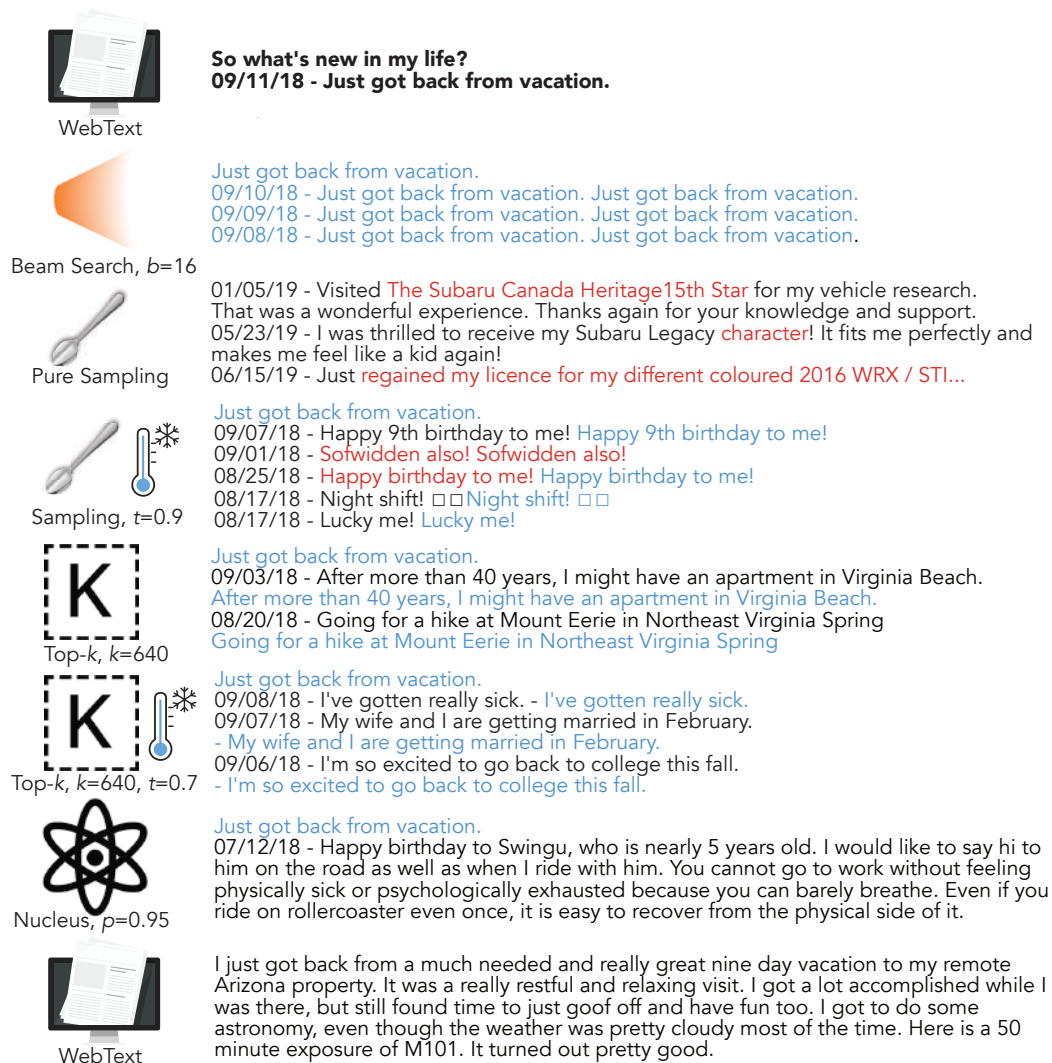 So what's new in my life?
09/11/18 - Just got back from vacation.
WebText
Just got back from vacation.
09/10/18 - Just got back from vacation. Just got back from vacation.
09/09/18 - Just got back from vacation. Just got back from vacation.
09/08/18 - Just got back from vacation. Just got back from vacation.
Beam Search, b=16
01/05/19 - Visited The Subaru Canada Heritage15th Star for my vehicle research.
That was a wonderful experience. Thanks again for your knowledge and support.
05/23/19 - I was thrilled to receive my Subaru Legacy character! It fits me perfectly and
makes me feel like a kid again!
06/15/19 - Just regained my licence for my different coloured 2016 WRX / STI...
Pure Sampling
Just got back from vacation.
09/07/18 - Happy 9th birthday to me! Happy 9th birthday to me!
09/01/18 - Sofwidden also! Sofwidden also!
08/25/18 - Happy birthday to me! Happy birthday to me!
08/17/18 - Night shift! □□Night shift! □□
08/17/18 - Lucky me! Lucky me!
Sampling, t=0.9
Just got back from vacation.
09/03/18 - After more than 40 years, I might have an apartment in Virginia Beach.
After more than 40 years, I might have an apartment in Virginia Beach.
08/20/18 - Going for a hike at Mount Eerie in Northeast Virginia Spring
Going for a hike at Mount Eerie in Northeast Virginia Spring
K
Top-k, k=640
Just got back from vacation.
09/08/18 - I've gotten really sick. - I've gotten really sick.
09/07/18 - My wife and I are getting married in February.
- My wife and I are getting married in February.
09/06/18 - I'm so excited to go back to college this fall.
- I'm so excited to go back to college this fall.
K
Top-k, k=640, t=0.7
Just got back from vacation.
07/12/18 - Happy birthday to Swingu, who is nearly 5 years old. I would like to say hi to
him on the road as well as when I ride with him. You cannot go to work without feeling
physically sick or psychologically exhausted because you can barely breathe. Even if you
ride on rollercoaster even once, it is easy to recover from the physical side of it.
Nucleus, p=0.95
I just got back from a much needed and really great nine day vacation to my remote
Arizona property. It was a really restful and relaxing visit. I got a lot accomplished while I
was there, but still found time to just goof off and have fun too. I got to do some
astronomy, even though the weather was pretty cloudy most of the time. Here is a 50
minute exposure of M101. It turned out pretty good.
WebText